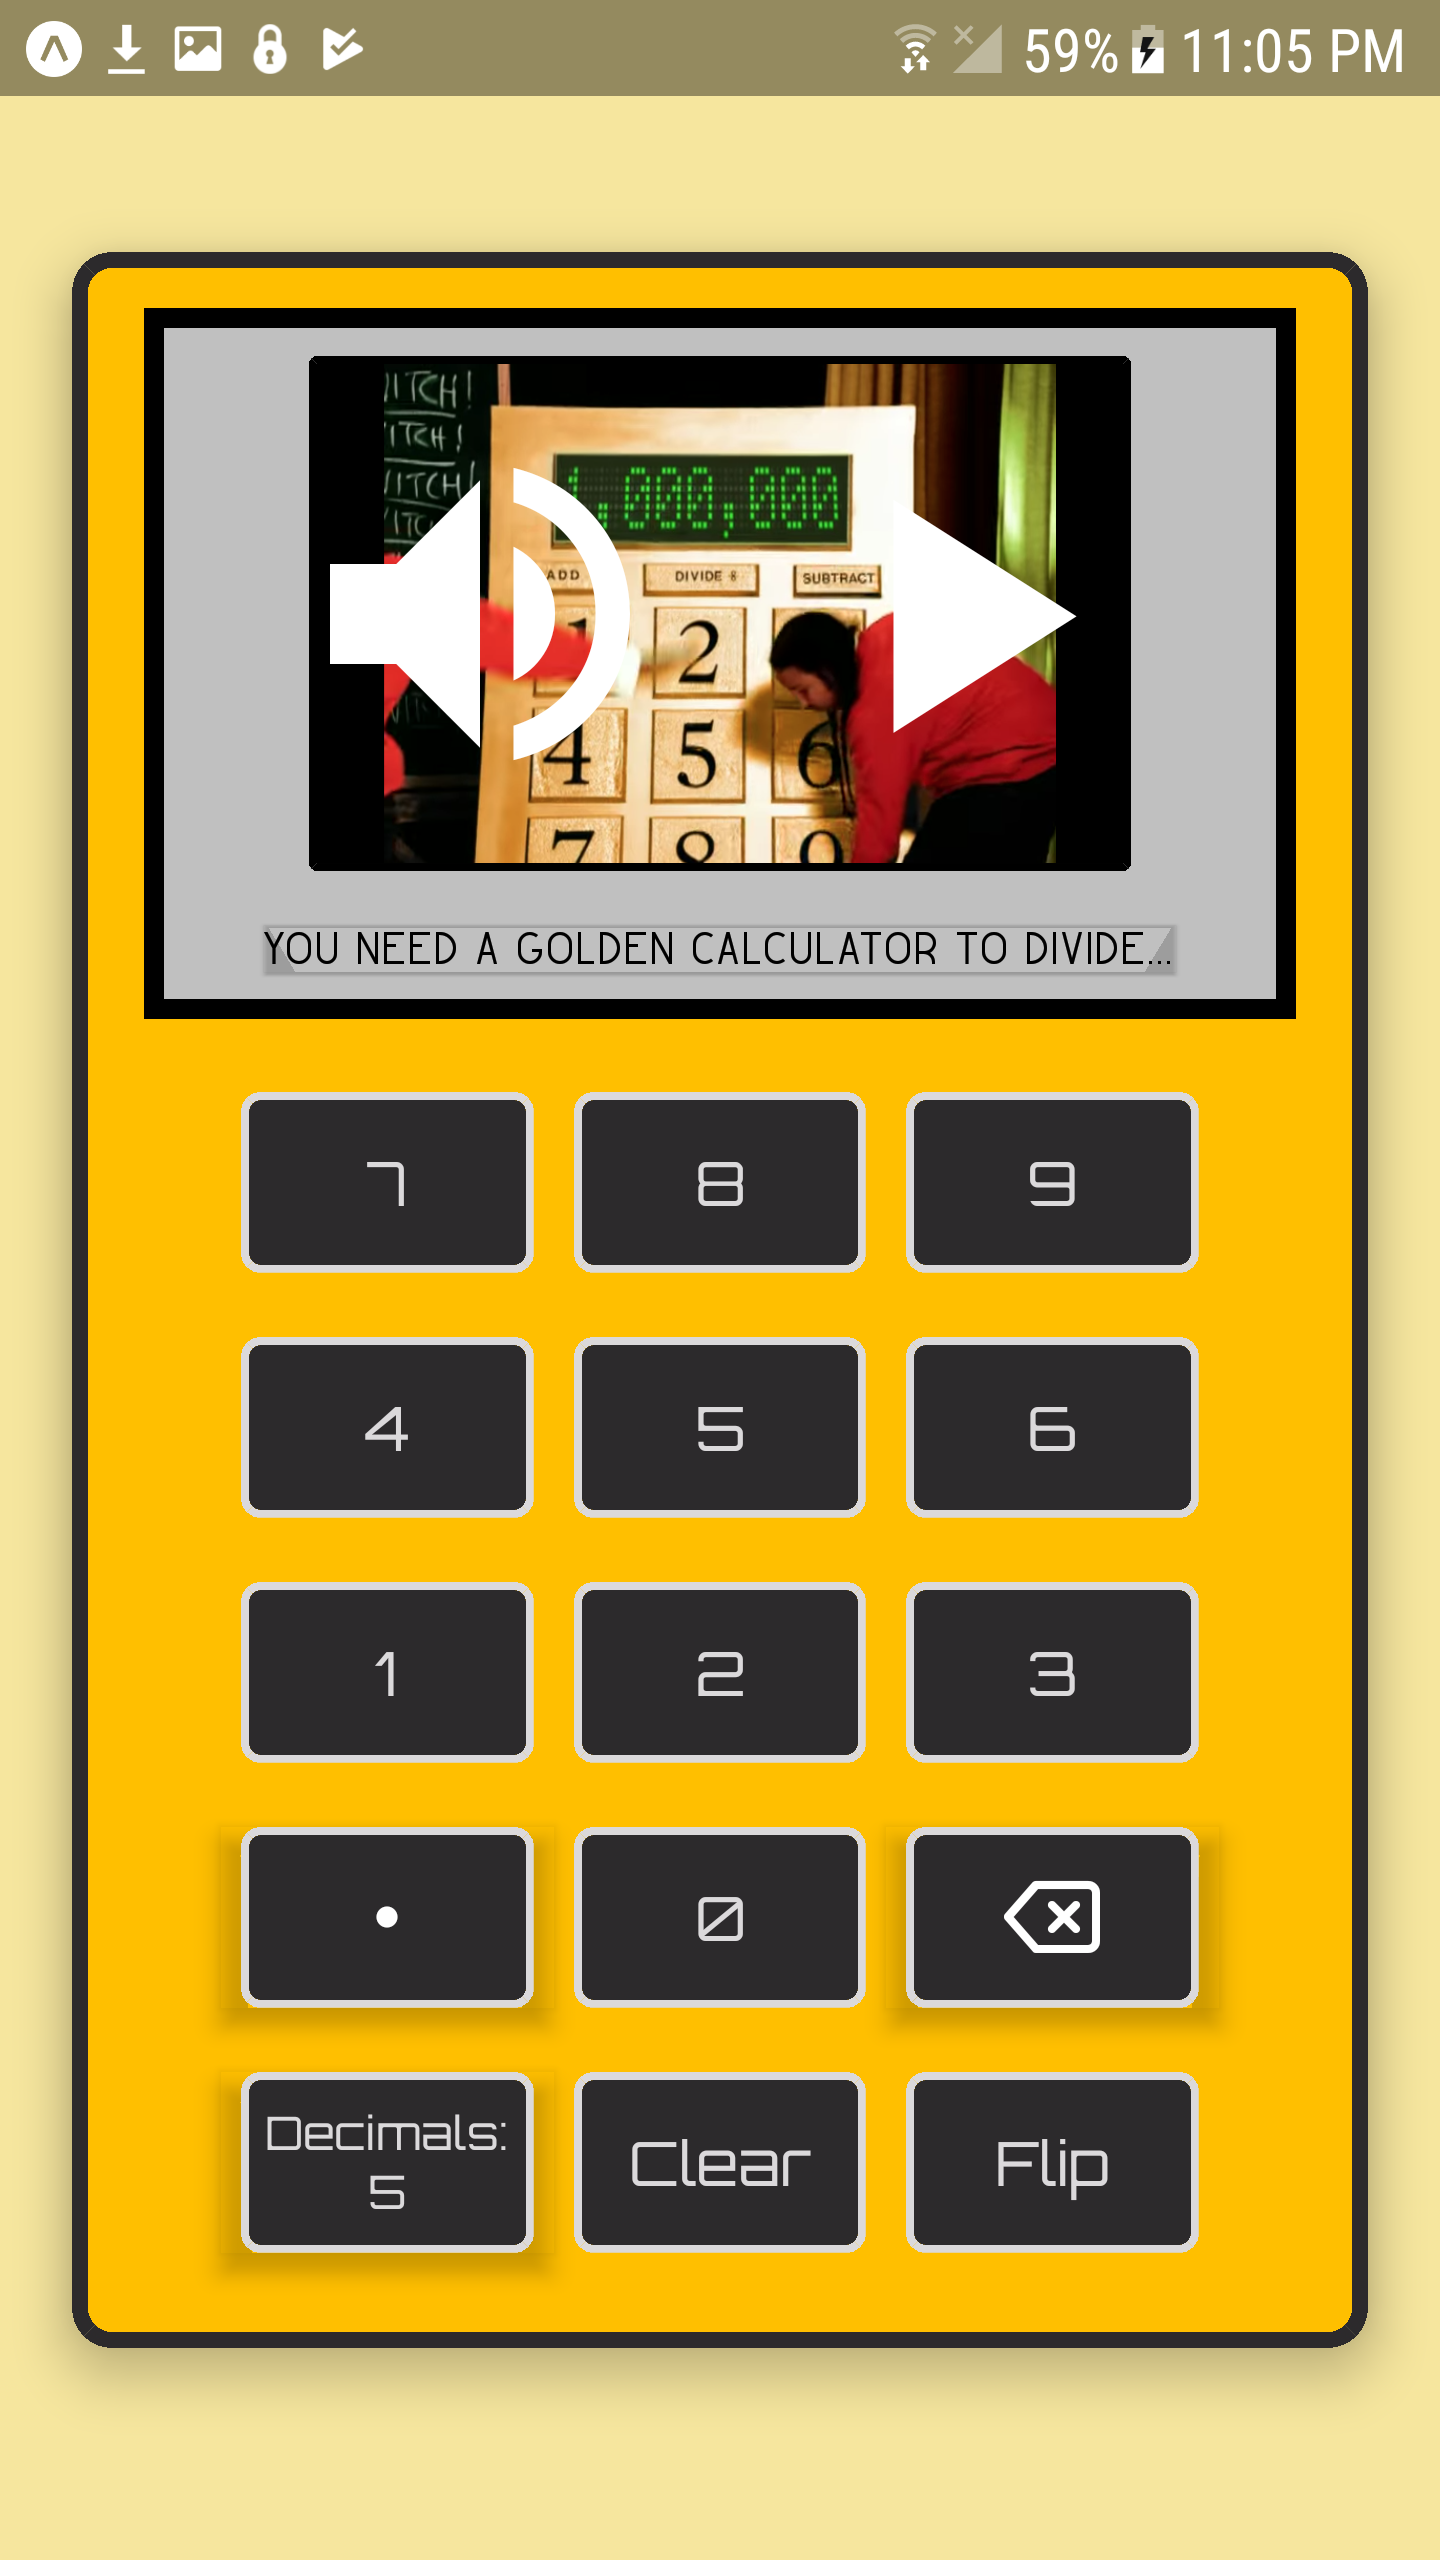 59% 11:05 PM
ITCH!
ITCH!
ITCH!
ITC
1,000,000
ADD DIVIDE 8 SUBTRACT
1 2
4 5 6
7 8 9
YOU NEED A GOLDEN CALCULATOR TO DIVIDE...
7 8 9
4 5 6
1 2 3
. 0
Decimals:
5
Clear Flip